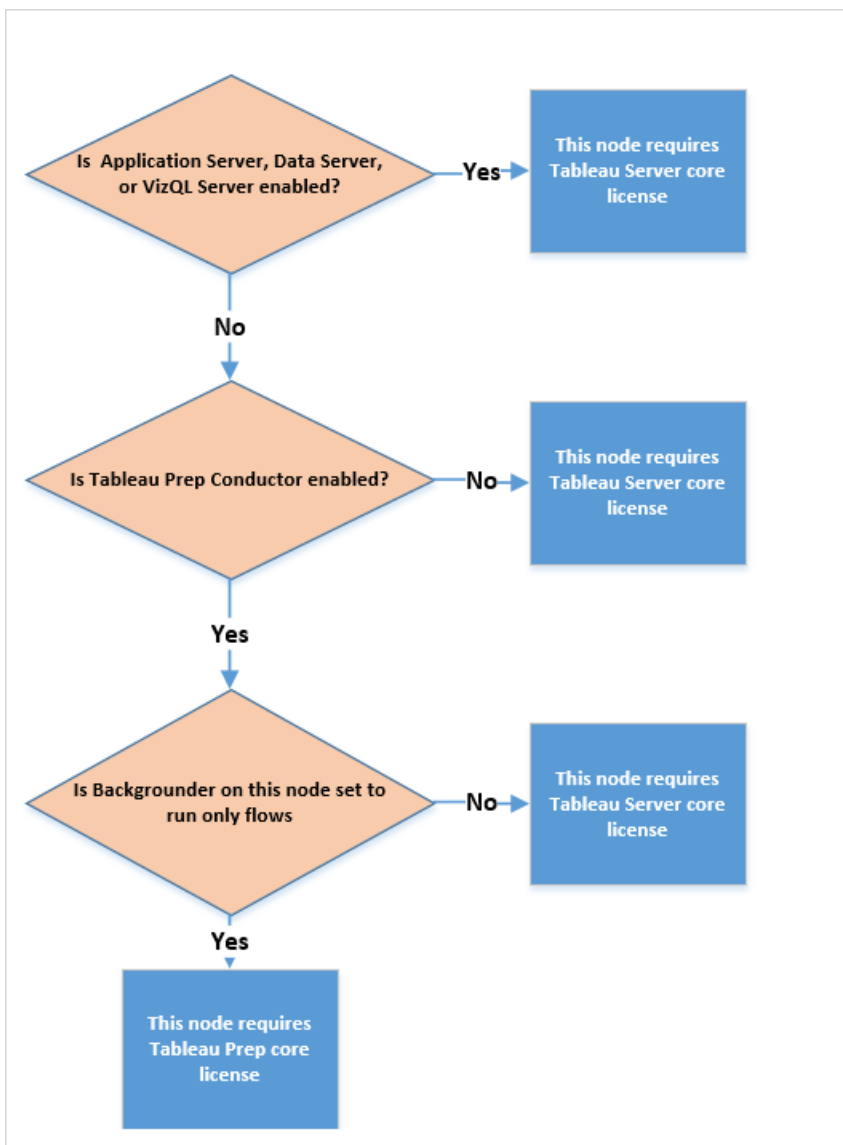 Is Application Server, Data Server,
or VizQL Server enabled?
Yes
This node requires
Tableau Server core
license
No
Is Tableau Prep Conductor enabled?
No
This node requires
Tableau Server core
license
Yes
Is Backgrounder on this node set to
run only flows
No
This node requires
Tableau Server core
license
Yes
This node requires
Tableau Prep core
license